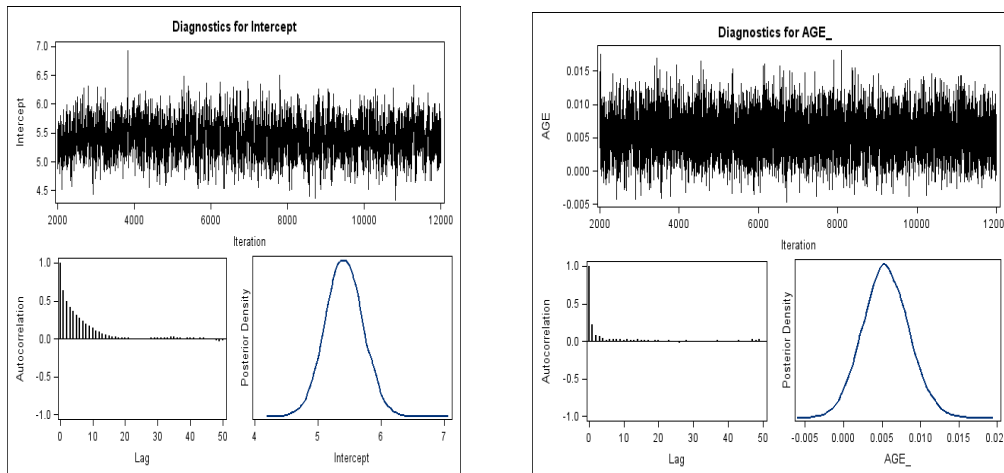 Diagnostics for Intercept
7.0
6.5
6.0
5.5
5.0
4.5
Intercept
2000 4000 6000 8000 10000 12000
Iteration
1.0
0.5
0.0
-0.5
-1.0
Autocorrelation
0 10 20 30 40 50
Lag
Posterior Density
4 5 6 7
Intercept
Diagnostics for AGE_
0.015
0.010
0.005
0.000
-0.005
AGE
2000 4000 6000 8000 10000 12000
Iteration
1.0
0.5
0.0
-0.5
-1.0
Autocorrelation
0 10 20 30 40 50
Lag
Posterior Density
-0.005 0.000 0.005 0.010 0.015 0.02
AGE_